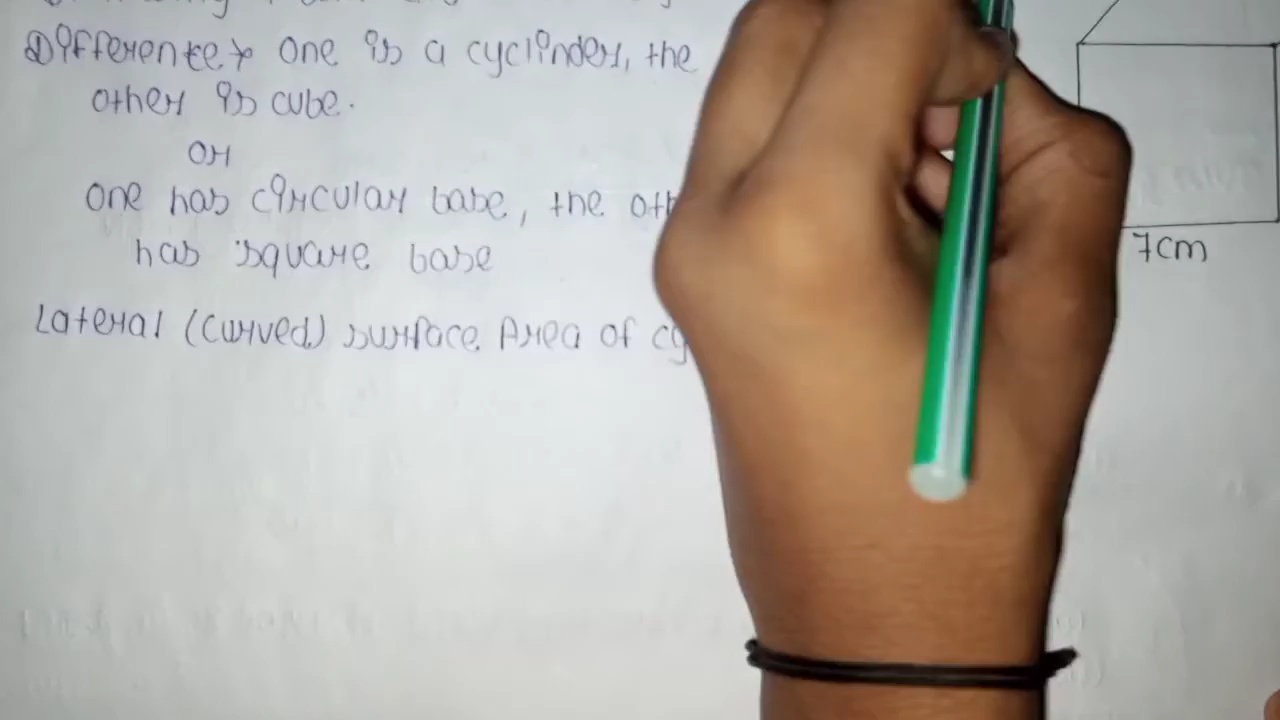 Difference→ One is a cylinder, the
other is cube.
or
One has circular base, the oth
has square base
Lateral (curved) surface Area of cy
7cm